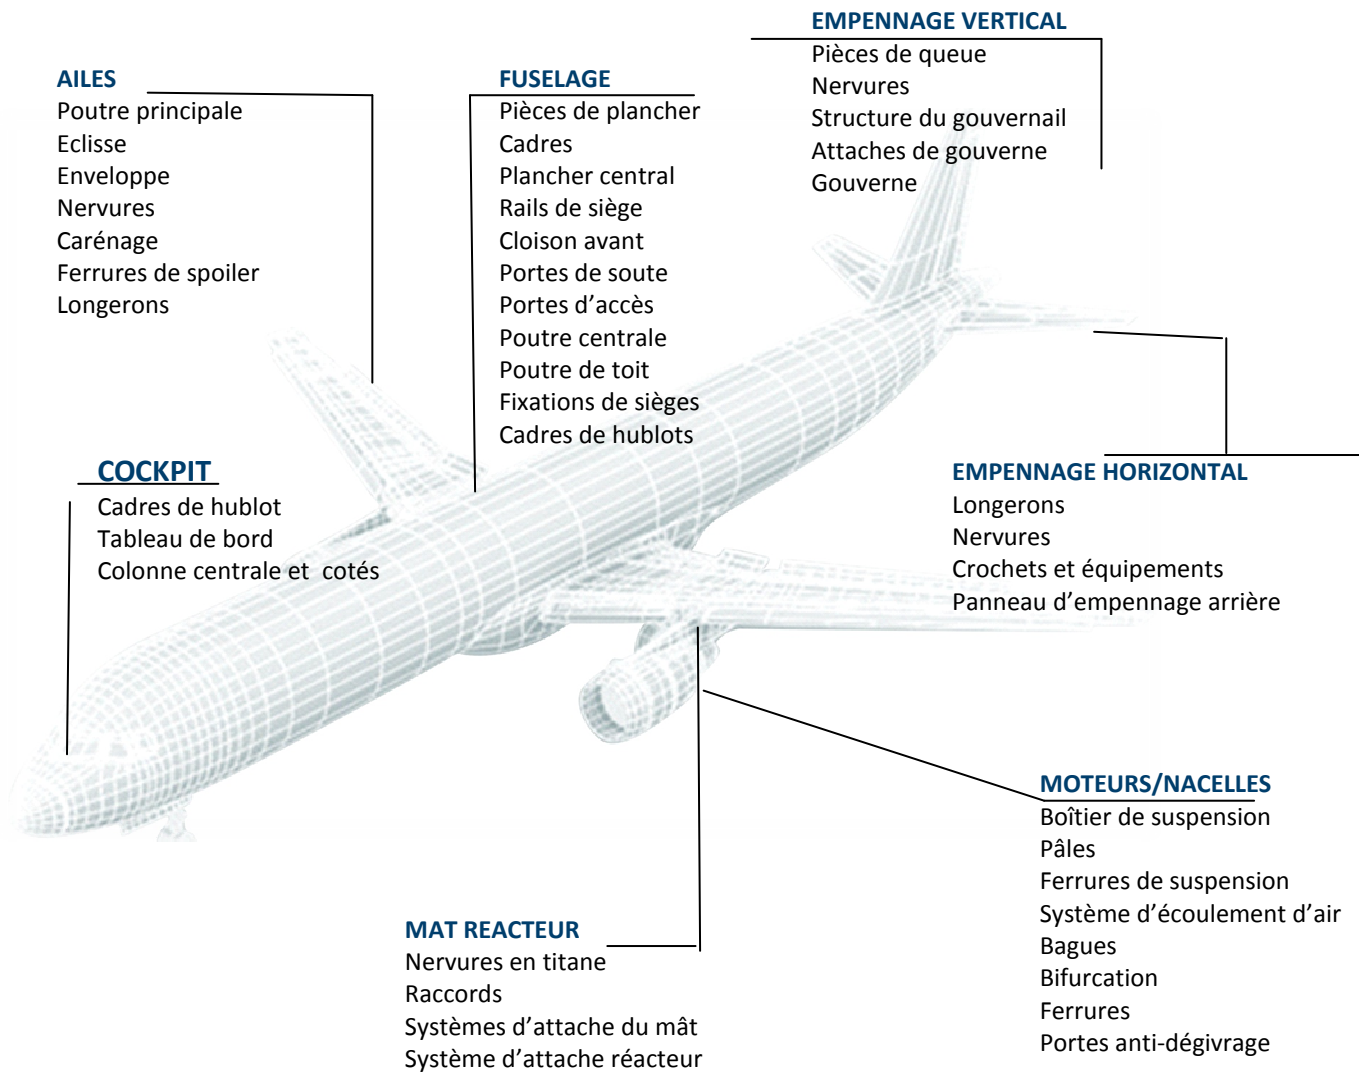 EMPENNAGE VERTICAL
Pièces de queue
Nervures
Structure du gouvernail
Attaches de gouverne
Gouverne
AILES
Poutre principale
Eclisse
Enveloppe
Nervures
Carénage
Ferrures de spoiler
Longerons
FUSELAGE
Pièces de plancher
Cadres
Plancher central
Rails de siège
Cloison avant
Portes de soute
Portes d’accès
Poutre centrale
Poutre de toit
Fixations de sièges
Cadres de hublots
COCKPIT
Cadres de hublot
Tableau de bord
Colonne centrale et  cotés
EMPENNAGE HORIZONTAL
Longerons
Nervures
Crochets et équipements
Panneau d’empennage arrière
MOTEURS/NACELLES
Boîtier de suspension
Pâles
Ferrures de suspension
Système d’écoulement d’air
Bagues
Bifurcation
Ferrures
Portes anti-dégivrage
MAT REACTEUR
Nervures en titane
Raccords
Systèmes d’attache du mât
Système d’attache réacteur